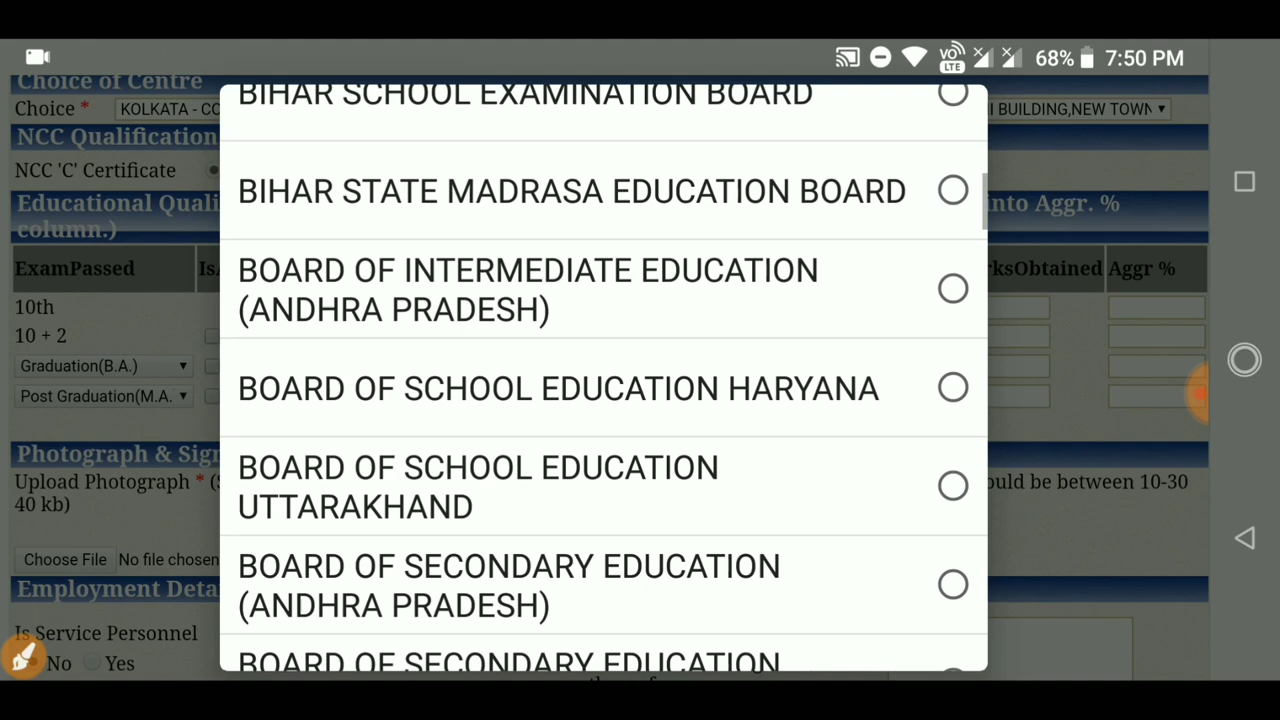 VO
LTE
68%
7:50 PM
Choice of Centre
Choice *
KOLKATA - CO
BUILDING,NEW TOWN
NCC Qualification
NCC 'C' Certificate
Educational Quali
into Aggr. %
column.)
ExamPassed
ksObtained
Aggr %
10th
10 + 2
Graduation(B.A.)
Post Graduation(M.A.
Photograph & Sig
Upload Photograph * (
ould be between 10-30
40 kb)
Choose File
No file chosen
Employment Deta
Is Service Personnel
No
Yes
BIHAR SCHOOL EXAMINATION BOARD
BIHAR STATE MADRASA EDUCATION BOARD
BOARD OF INTERMEDIATE EDUCATION
(ANDHRA PRADESH)
BOARD OF SCHOOL EDUCATION HARYANA
BOARD OF SCHOOL EDUCATION
UTTARAKHAND
BOARD OF SECONDARY EDUCATION
(ANDHRA PRADESH)
BOARD OF SECONDARY EDUCATION